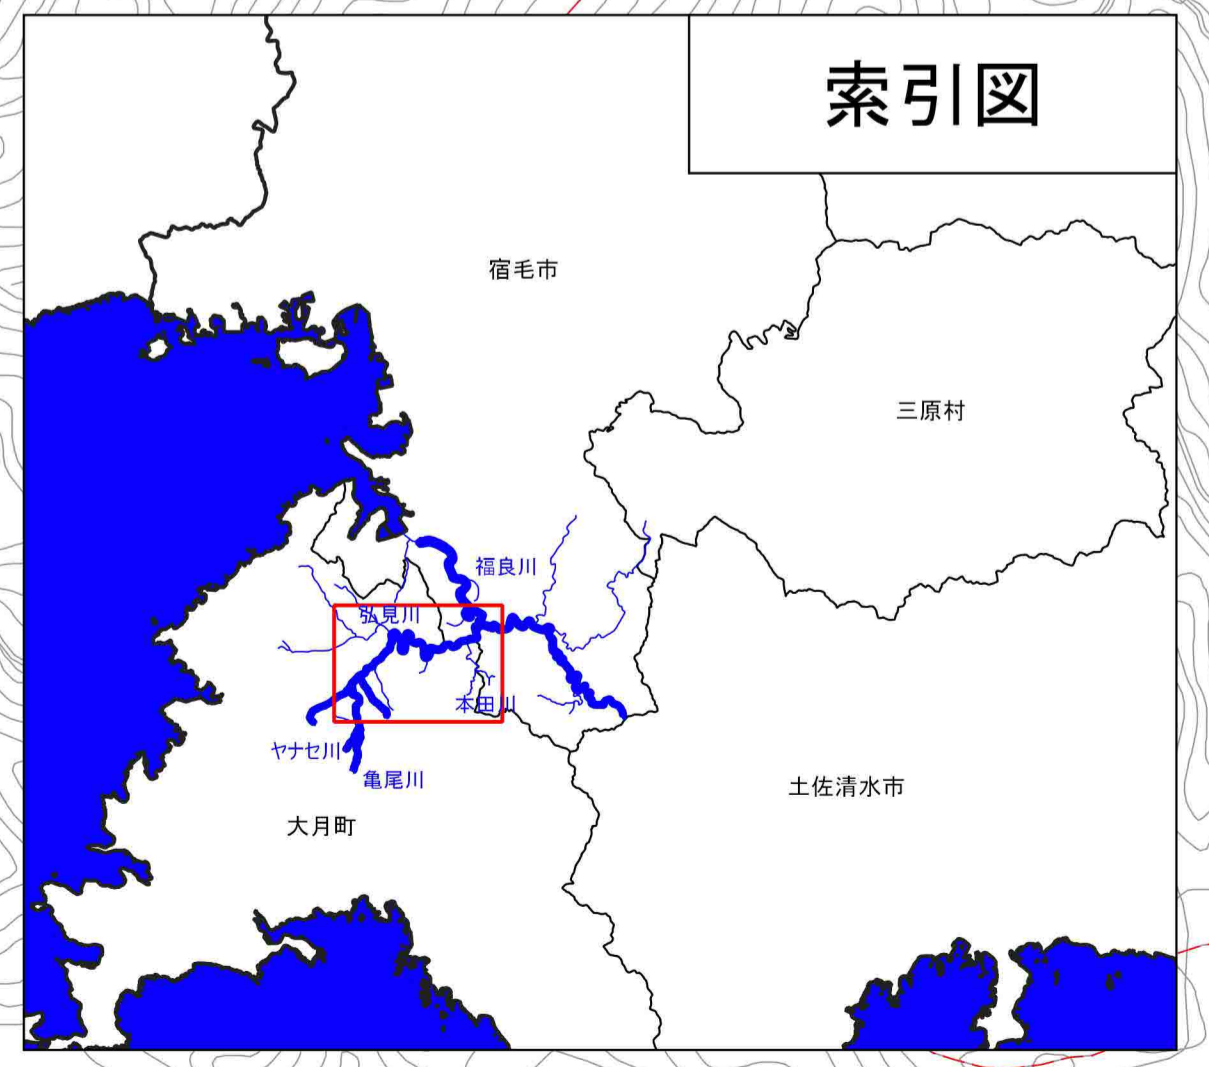 索引図
宿毛市
三原村
福良川
弘見川
本田川
ヤナセ川
亀尾川
土佐清水市
大月町